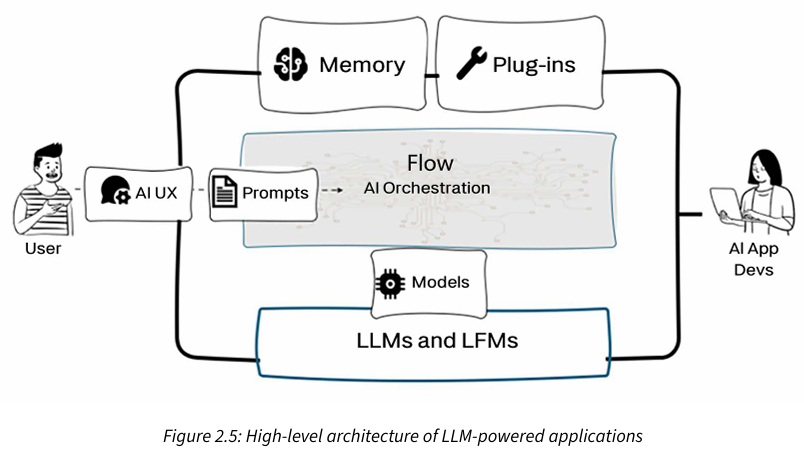 Memory
Plug-ins
Flow
AI Orchestration
AI UX
Prompts
User
AI App
Devs
Models
LLMs and LFMs
Figure 2.5: High-level architecture of LLM-powered applications